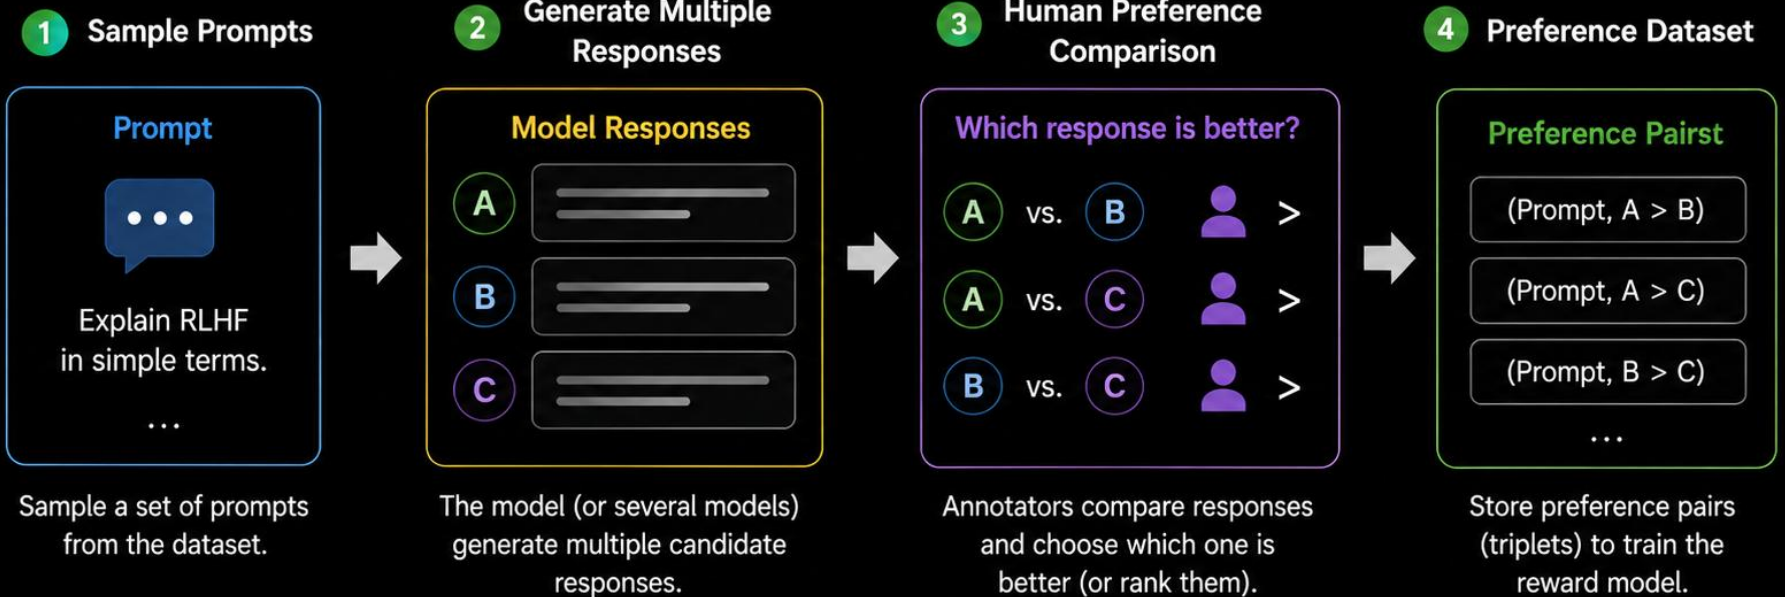 1 Sample Prompts
Prompt
Explain RLHF
in simple terms.
...
Sample a set of prompts
from the dataset.
2 Generate Multiple
Responses
Model Responses
A
B
C
The model (or several models)
generate multiple candidate
responses.
3 Human Preference
Comparison
Which response is better?
A vs. B >
A vs. C >
B vs. C >
Annotators compare responses
and choose which one is
better (or rank them).
4 Preference Dataset
Preference Pairst
(Prompt, A > B)
(Prompt, A > C)
(Prompt, B > C)
...
Store preference pairs
(triplets) to train the
reward model.